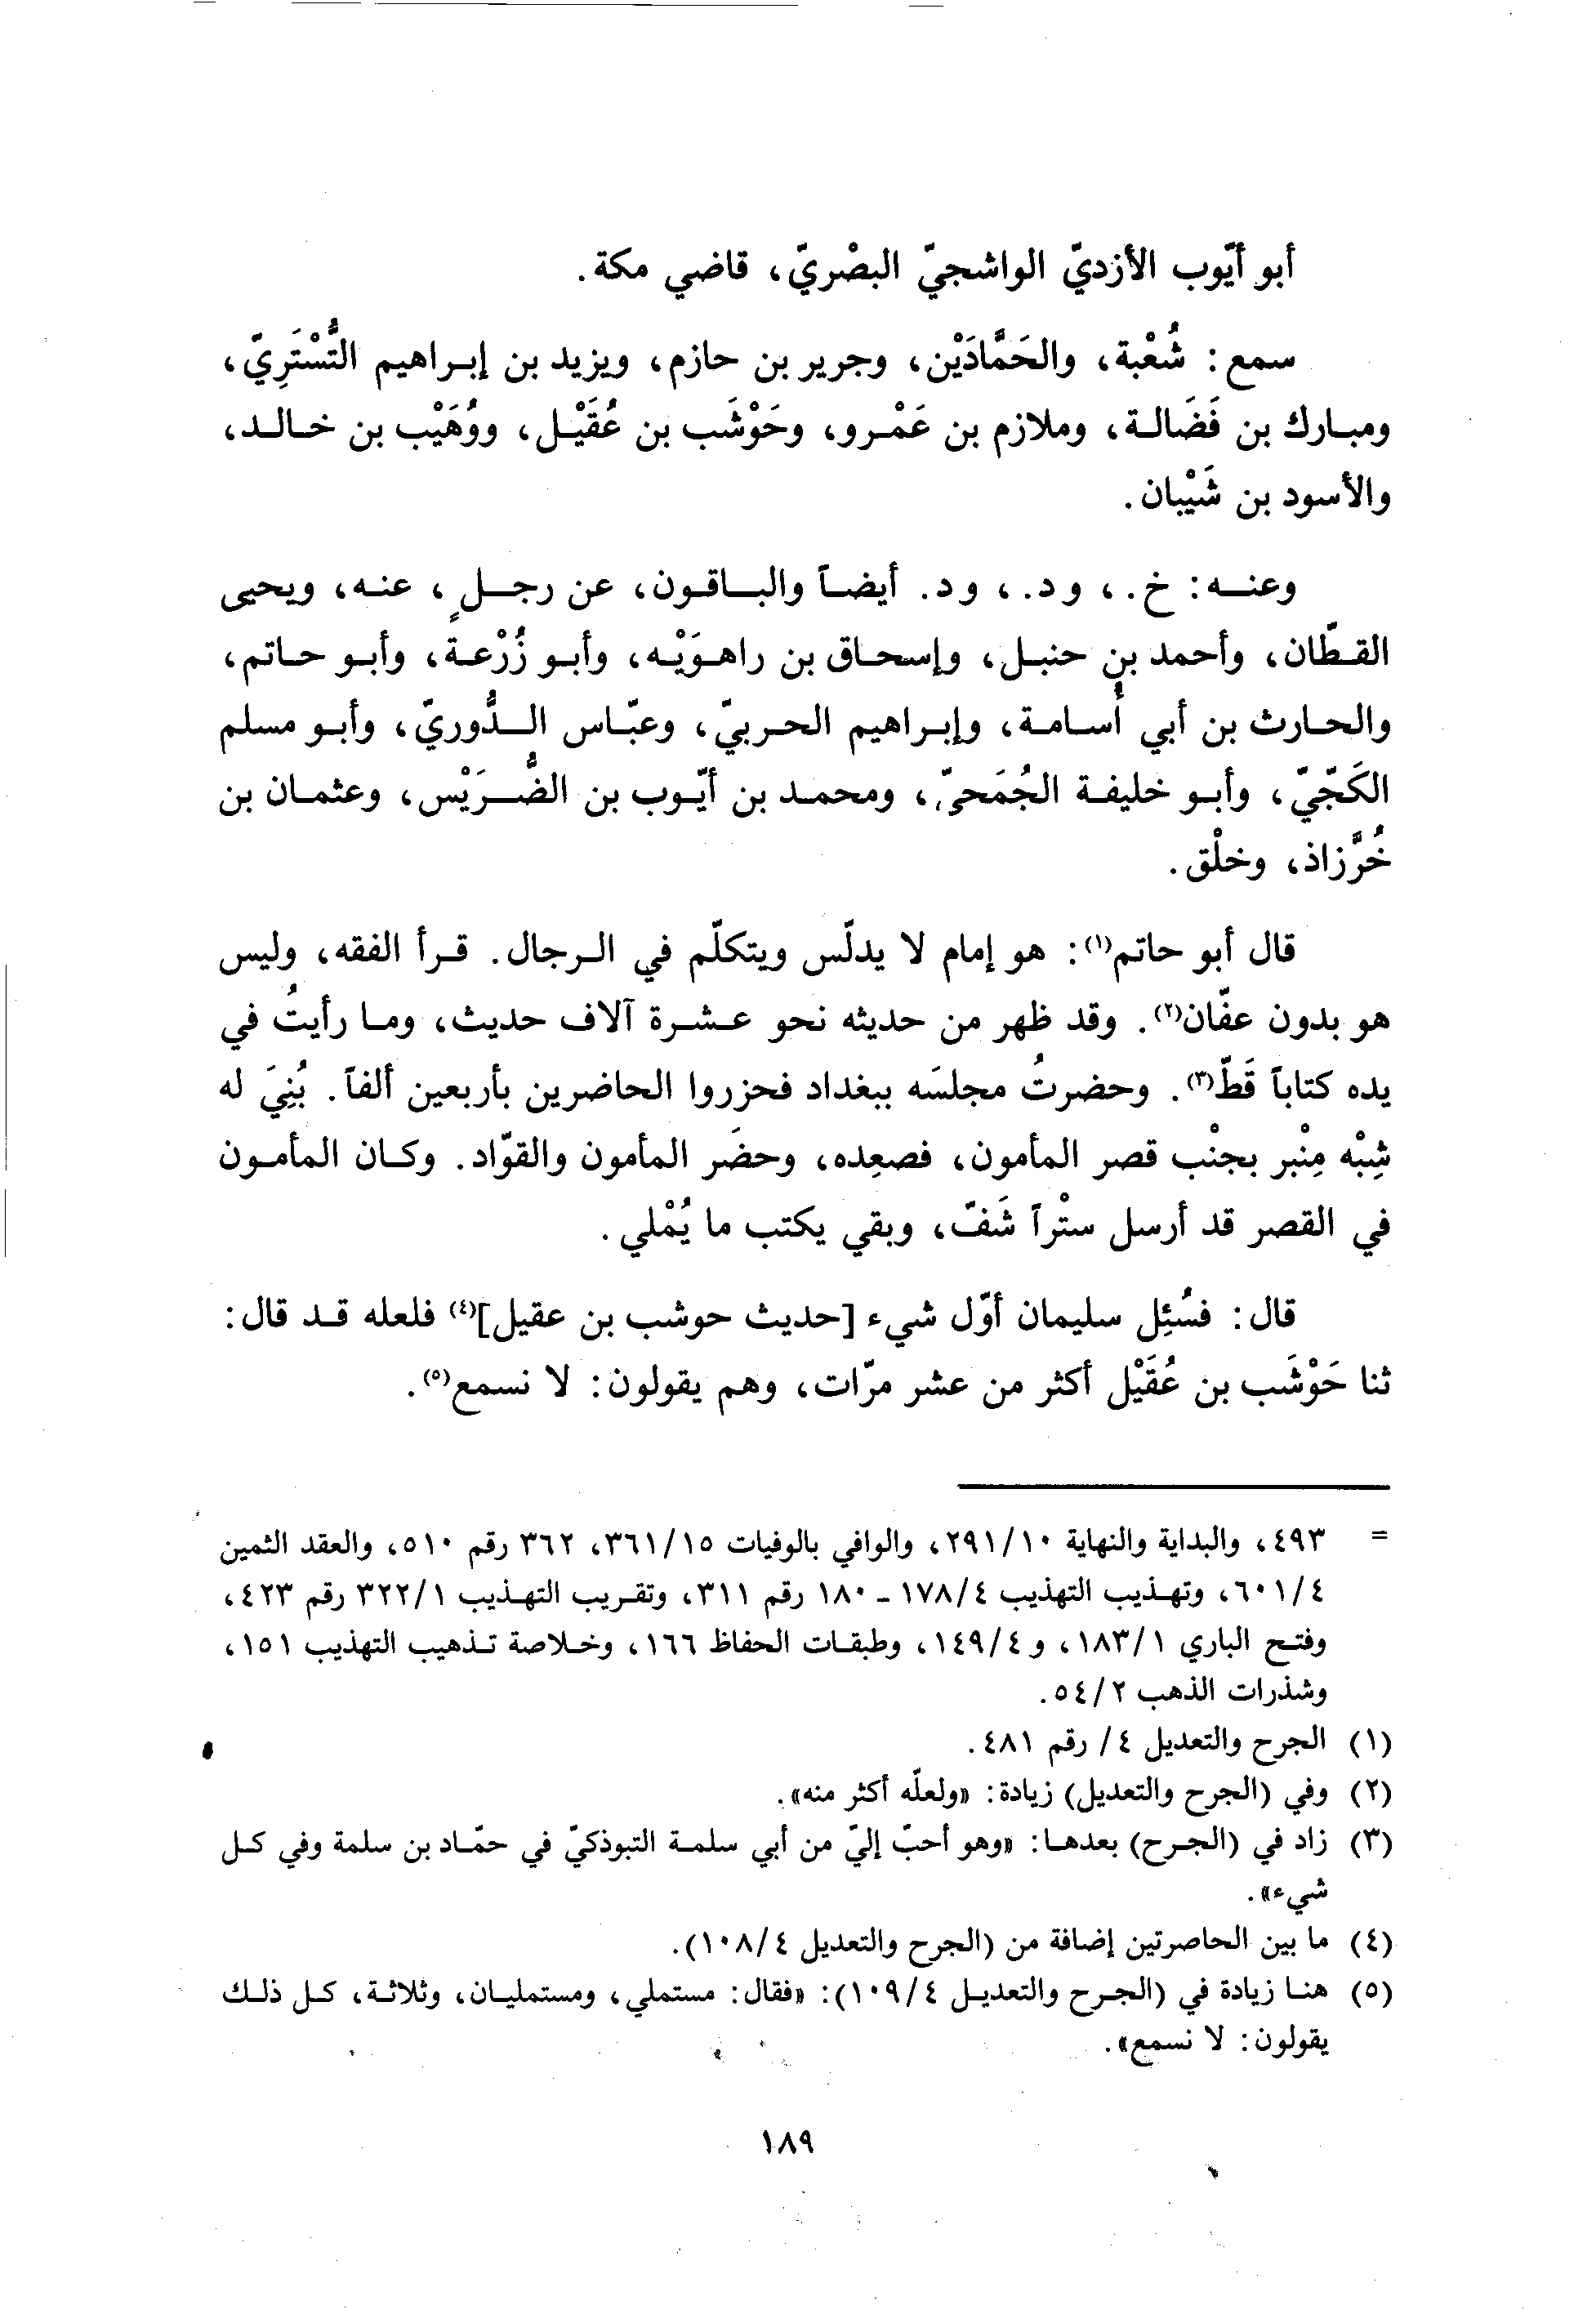 أبو أيّوب الأزديّ الواشجيّ البصْريّ، قاضي مكة.
سمع: شُعْبة، والحَمَّادَيْن، وجرير بن حازم، ويزيد بن إبراهيم التُّسْتَرِيّ،
ومبارك بن فَضَالة، وملازم بن عَمْرو، وحَوْشَب بن عُقَيْل، ووُهَيْب بن خالد،
والأسود بن شَيْبان.
وعنه: خ.، ود.، ود. أيضاً والباقون، عن رجلٍ، عنه، ويحيى
القطّان، وأحمد بن حنبل، وإسحاق بن راهوَيْه، وأبو زُرْعة، وأبو حاتم،
والحارث بن أبي أُسامة، وإبراهيم الحربيّ، وعبّاس الدُّوريّ، وأبو مسلم
الكَجّيّ، وأبو خليفة الجُمَحيّ، ومحمد بن أيّوب بن الضُّرَيْس، وعثمان بن
خُرَّزاذ، وخلْق.
قال أبو حاتم(١): هو إمام لا يدلّس ويتكلّم في الرجال. قرأ الفقه، وليس
هو بدون عفّان(٢). وقد ظهر من حديثه نحو عشرة آلاف حديث، وما رأيتُ في
يده كتاباً قَطّ(٣). وحضرتُ مجلسَه ببغداد فحزروا الحاضرين بأربعين ألفاً. بُنِيَ له
شِبْه مِنْبر بجنْب قصر المأمون، فصعِده، وحضَر المأمون والقوّاد. وكان المأمون
في القصر قد أرسل ستْراً شَفّ، وبقي يكتب ما يُمْلي.
قال: فسُئِل سليمان أوّل شيء [حديث حوشب بن عقيل](٤) فلعله قد قال:
ثنا حَوْشَب بن عُقَيْل أكثر من عشر مرّات، وهم يقولون: لا نسمع(٥).
= ٤٩٣، والبداية والنهاية ٢٩١/١٠، والوافي بالوفيات ٣٦١/١٥، ٣٦٢ رقم ٥١٠، والعقد الثمين
٦٠١/٤، وتهذيب التهذيب ١٧٨/٤ - ١٨٠ رقم ٣١١، وتقريب التهذيب ٣٢٢/١ رقم ٤٢٣،
وفتح الباري ١٨٣/١، و١٤٩/٤، وطبقات الحفاظ ١٦٦، وخلاصة تذهيب التهذيب ١٥١،
وشذرات الذهب ٥٤/٢.
(١) الجرح والتعديل ٤/ رقم ٤٨١.
(٢) وفي (الجرح والتعديل) زيادة: «ولعلّه أكثر منه».
(٣) زاد في (الجرح) بعدها: «وهو أحبّ إليّ من أبي سلمة التبوذكيّ في حمّاد بن سلمة وفي كل
شيء».
(٤) ما بين الحاصرتين إضافة من (الجرح والتعديل ١٠٨/٤).
(٥) هنا زيادة في (الجرح والتعديل ١٠٩/٤): «فقال: مستملي، ومستمليان، وثلاثة، كل ذلك
يقولون: لا نسمع».
١٨٩